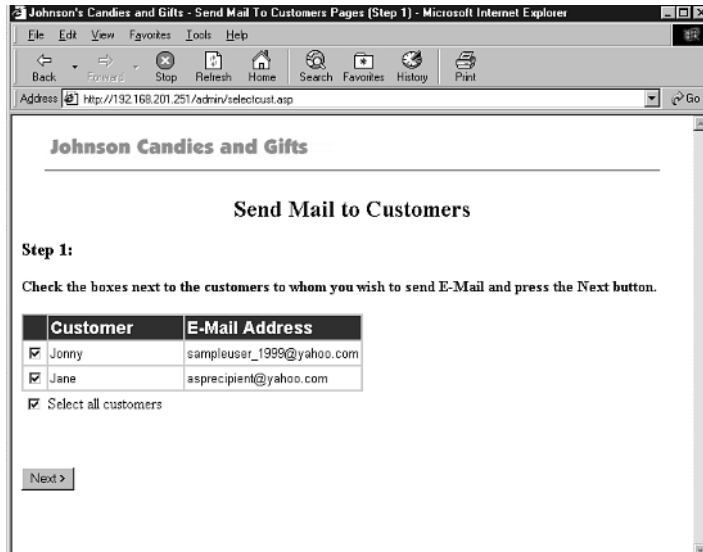 Johnson's Candies and Gifts - Send Mail To Customers Pages (Step 1) - Microsoft Internet Explorer
File Edit View Favorites Tools Help
Back Forward Stop Refresh Home Search Favorites History Print
Address http://192.168.201.251/admin/selectcust.asp Go
Johnson Candies and Gifts
Send Mail to Customers
Step 1:
Check the boxes next to the customers to whom you wish to send E-Mail and press the Next button.
Customer E-Mail Address
Jonny sampleuser_1999@yahoo.com
Jane asprecipient@yahoo.com
Select all customers
Next >